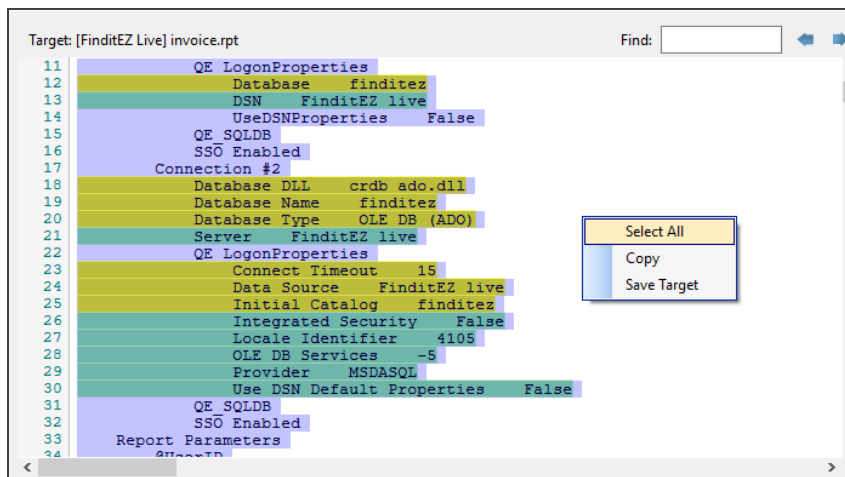 Target: [FinditEZ Live] invoice.rpt Find:
11 QE_LogonProperties
12 Database finditez
13 DSN FinditEZ live
14 UseDSNProperties False
15 QE_SQLDB
16 SSO Enabled
17 Connection #2
18 Database DLL crdb_ado.dll
19 Database Name finditez
20 Database Type OLE DB (ADO)
21 Server FinditEZ live
22 QE_LogonProperties
23 Connect Timeout 15
24 Data Source FinditEZ live
25 Initial Catalog finditez
26 Integrated Security False
27 Locale Identifier 4105
28 OLE DB Services -5
29 Provider MSDASQL
30 Use DSN Default Properties False
31 QE_SQLDB
32 SSO Enabled
33 Report Parameters
34 @UserID
Select All
Copy
Save Target